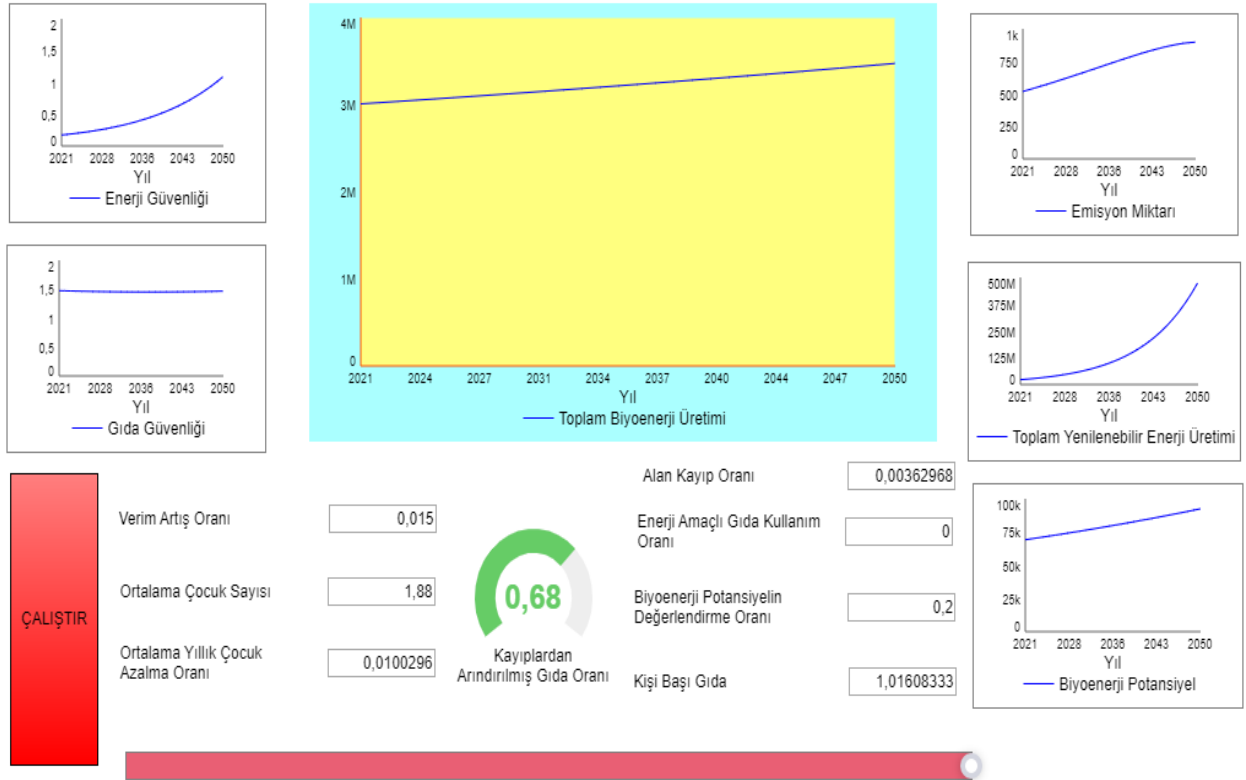 2
1,5
1
0,5
0
2021 2028 2036 2043 2050
Yıl
Enerji Güvenliği
4M
3M
2M
1M
0
2021 2024 2027 2031 2034 2037 2040 2044 2047 2050
Yıl
Toplam Biyoenerji Üretimi
1k
750
500
250
0
2021 2028 2036 2043 2050
Yıl
Emisyon Miktarı
2
1,5
1
0,5
0
2021 2028 2036 2043 2050
Yıl
Gıda Güvenliği
500M
375M
250M
125M
0
2021 2028 2036 2043 2050
Yıl
Toplam Yenilenebilir Enerji Üretimi
ÇALIŞTIR
Verim Artış Oranı 0,015
Ortalama Çocuk Sayısı 1,88
Ortalama Yıllık Çocuk
Azalma Oranı 0,0100296
0,68
Kayıplardan
Arındırılmış Gıda Oranı
Alan Kayıp Oranı 0,00362968
Enerji Amaçlı Gıda Kullanım
Oranı 0
Biyoenerji Potansiyelin
Değerlendirme Oranı 0,2
Kişi Başı Gıda 1,01608333
100k
75k
50k
25k
0
2021 2028 2036 2043 2050
Yıl
Biyoenerji Potansiyel